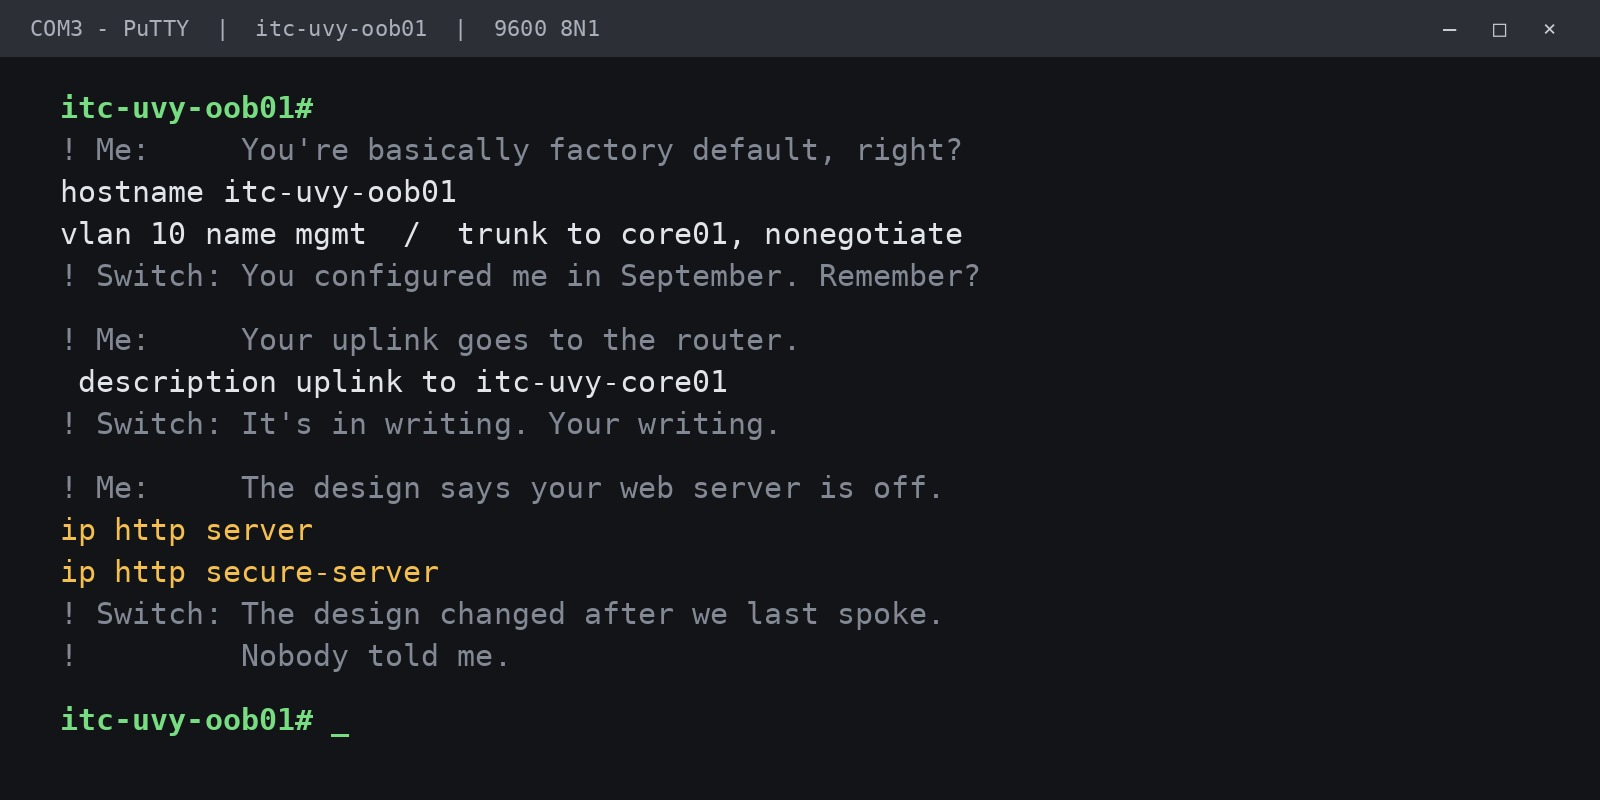 COM3 - PuTTY  |  itc-uvy-oob01  |  9600 8N1  –  □  ×
itc-uvy-oob01#
! Me:     You're basically factory default, right?
hostname itc-uvy-oob01
vlan 10 name mgmt  /  trunk to core01, nonegotiate
! Switch: You configured me in September. Remember?
! Me:     Your uplink goes to the router.
 description uplink to itc-uvy-core01
! Switch: It's in writing. Your writing.
! Me:     The design says your web server is off.
ip http server
ip http secure-server
! Switch: The design changed after we last spoke.
!         Nobody told me.
itc-uvy-oob01# _